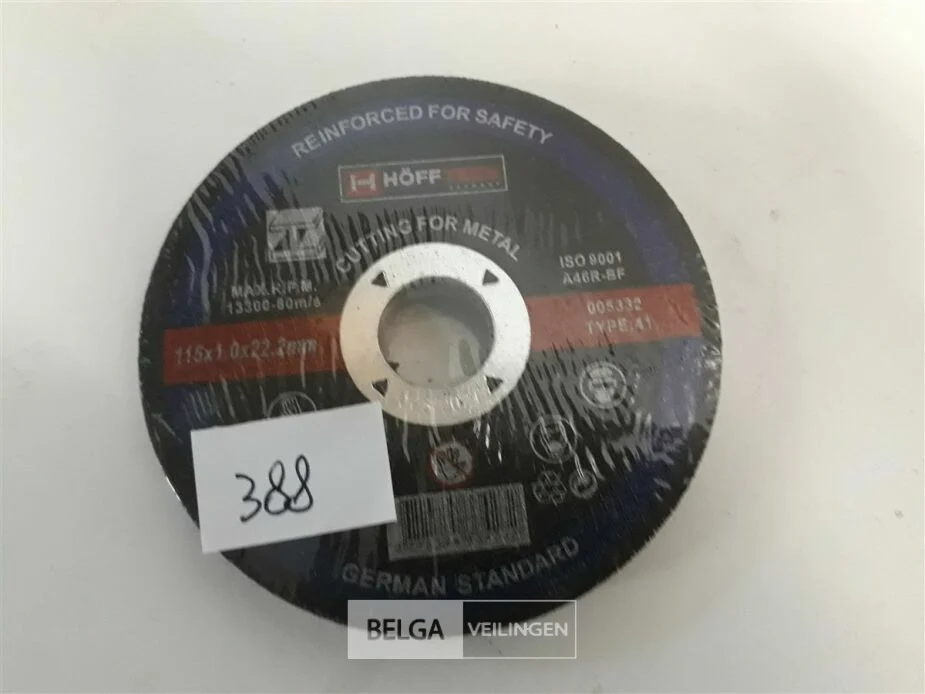 REINFORCED FOR SAFETY
HÖFF
CUTTING FOR METAL
MAX.R.P.M.
13300-80m/s
ISO 9001
A46R-BF
115x1.0x22.2mm
005332
TYPE:41
388
GERMAN STANDARD
BELGA VEILINGEN